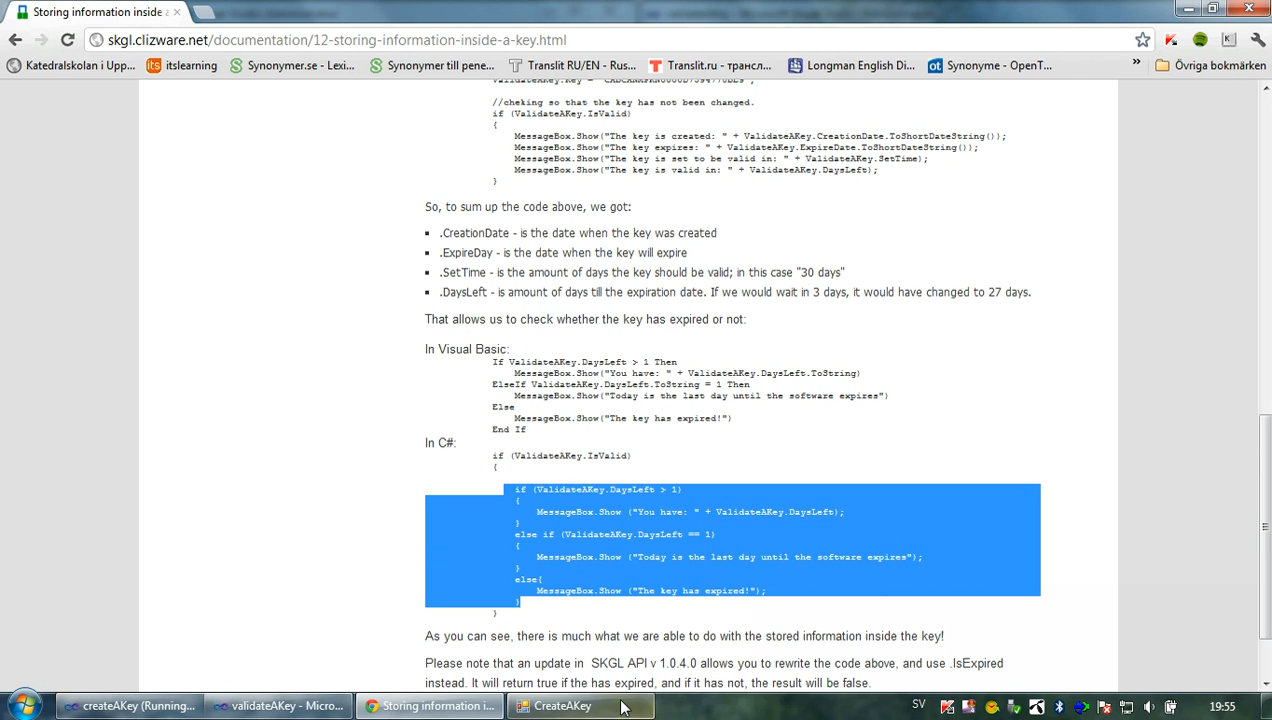 Storing information inside a
skgl.clizware.net/documentation/12-storing-information-inside-a-key.html
Katedralskolan i Upp... its itslearning Synonymer.se - Lexi... Synonymer till pene... Translit RU/EN - Rus... Translit.ru - трансл... Longman English Di... ot Synonyme - OpenT... » Övriga bokmärken
//cheking so that the key has not been changed.
if (ValidateAKey.IsValid)
{
MessageBox.Show("The key is created: " + ValidateAKey.CreationDate.ToShortDateString());
MessageBox.Show("The key expires: " + ValidateAKey.ExpireDate.ToShortDateString());
MessageBox.Show("The key is set to be valid in: " + ValidateAKey.SetTime);
MessageBox.Show("The key is valid in: " + ValidateAKey.DaysLeft);
}
So, to sum up the code above, we got:
.CreationDate - is the date when the key was created
.ExpireDay - is the date when the key will expire
.SetTime - is the amount of days the key should be valid; in this case "30 days"
.DaysLeft - is amount of days till the expiration date. If we would wait in 3 days, it would have changed to 27 days.
That allows us to check whether the key has expired or not:
In Visual Basic:
If ValidateAKey.DaysLeft > 1 Then
MessageBox.Show("You have: " + ValidateAKey.DaysLeft.ToString)
ElseIf ValidateAKey.DaysLeft.ToString = 1 Then
MessageBox.Show("Today is the last day until the software expires")
Else
MessageBox.Show("The key has expired!")
End If
In C#:
if (ValidateAKey.IsValid)
{
if (ValidateAKey.DaysLeft > 1)
{
MessageBox.Show ("You have: " + ValidateAKey.DaysLeft);
}
else if (ValidateAKey.DaysLeft == 1)
{
MessageBox.Show ("Today is the last day until the software expires");
}
else{
MessageBox.Show ("The key has expired!");
}
}
As you can see, there is much what we are able to do with the stored information inside the key!
Please note that an update in SKGL API v 1.0.4.0 allows you to rewrite the code above, and use .IsExpired
instead. It will return true if the has expired, and if it has not, the result will be false.
createAKey (Running... validateAKey - Micro... Storing information i... CreateAKey SV 19:55